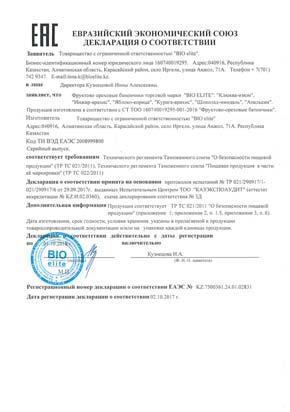 ЕАС
ЕВРАЗИЙСКИЙ ЭКОНОМИЧЕСКИЙ СОЮЗ
ДЕКЛАРАЦИЯ О СООТВЕТСТВИИ
Заявитель Товарищество с ограниченной ответственностью "BIO elite".
Бизнес-идентификационный номер юридического лица 160740019295. Адрес: 040916, Республика
Казахстан, Алматинская область, Карасайский район, село Иргели, улица Акжол, 71А. Телефон + 7(701)
742 9347. E-mail: 
в лице Директора Кузнецовой Инны Алексеевны.
заявляет, что Фруктово ореховые батончики торговой марки "BIO ELITE": "Клюква-изюм",
"Инжир-арахис", "Яблоко-корица", "Курага-арахис", "Шоколад-миндаль", "Апельсин".
Продукция изготовлена в соответствии с СТ ТОО 160740019295-001-2016 "Фруктово-ореховые батончики".
Изготовитель Товарищество с ограниченной ответственностью "BIO elite"
Адрес: 040916, Алматинская область, Карасайский район, село Иргели, улица Акжол, 71А. Республика
Казахстан.
Код ТН ВЭД ЕАЭС 2008999800
Серийный выпуск.
соответствует требованиям Технического регламента Таможенного союза "О безопасности пищевой
продукции" (ТР ТС 021/2011), Технического регламента Таможенного союза "Пищевая продукция в части
её маркировки" (ТР ТС 022/2011)
Декларация о соответствии принята на основании протоколов № ТР 021/290917/1-
021/290917/6 от 29.09.2017г. выданных Испытательным Центром ТОО "КАЗЭКСПОАУДИТ" (аттестат
аккредитации № KZ.И.02.0360), схема декларирования соответствия № 3Д
Дополнительная информация Продукция соответствует ТР ТС 021/2011 "О безопасности пищевой
продукции" (приложение 1; приложение 2, п. 1.5, приложение 3, п. 6).
Дата изготовления, срок годности, условия хранения указаны в прилагаемой к продукции
товаросопроводительной документации и/или на упаковке каждой единицы продукции.
Декларация о соответствии действительна с даты регистрации
по 01.10.2018
BIO
elite
М.П.
Кузнецова И.А.
Регистрационный номер декларации о соответствии ЕАЭС № KZ.7500361.24.01.02831
Дата регистрации декларации о соответствии 02.10.2017 г.